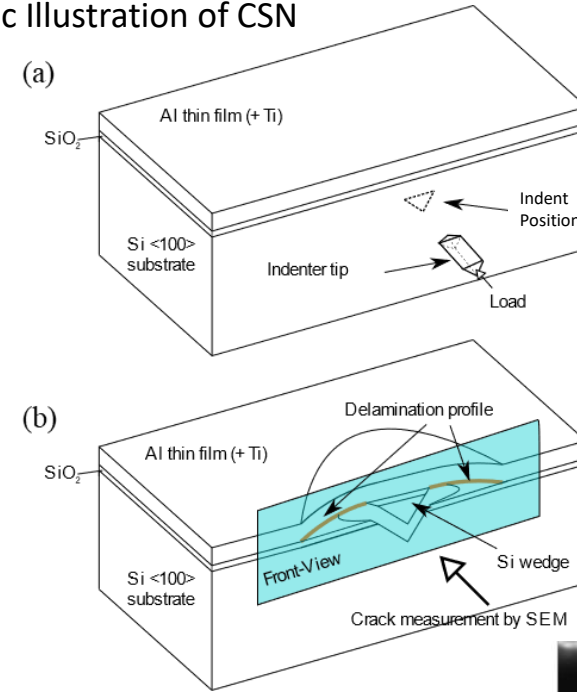 c Illustration of CSN
(a)
Al thin film (+ Ti)
SiO₂
Indent
Position
Si <100>
substrate
Indenter tip
Load
(b)
Delamination profile
Al thin film (+ Ti)
SiO₂
Si wedge
Front-View
Si <100>
substrate
Crack measurement by SEM